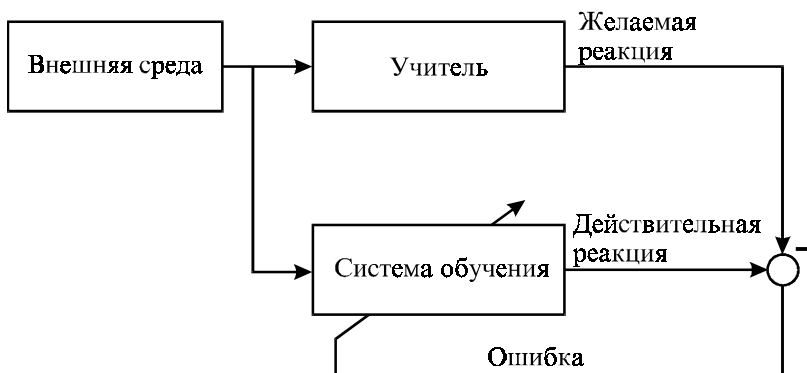 Желаемая
реакция
Внешняя среда
Учитель
Действительная
реакция
Система обучения
Ошибка